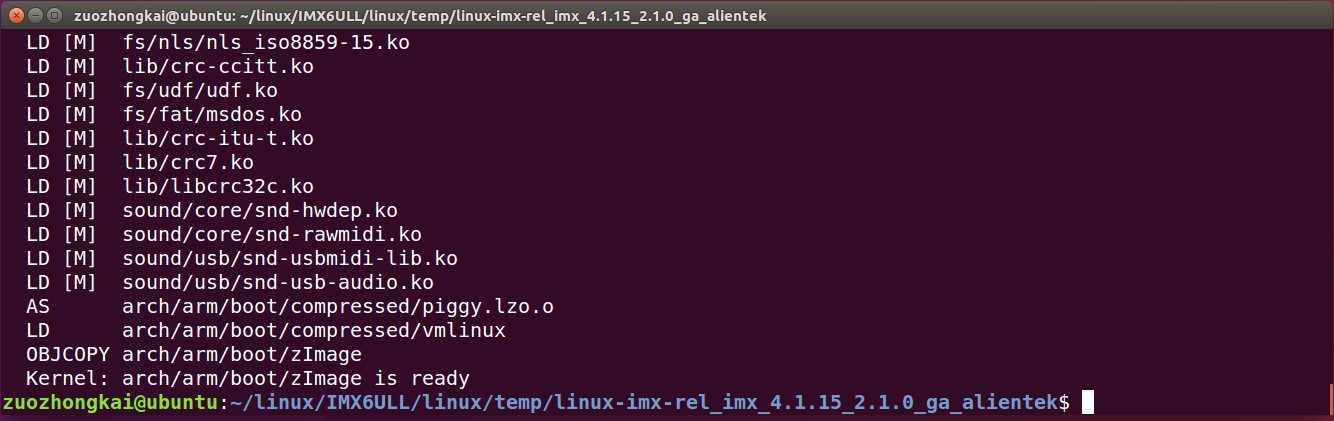 zuozhongkai@ubuntu: ~/linux/IMX6ULL/linux/temp/linux-imx-rel_imx_4.1.15_2.1.0_ga_alientek
LD [M]  fs/nls/nls_iso8859-15.ko
LD [M]  lib/crc-ccitt.ko
LD [M]  fs/udf/udf.ko
LD [M]  fs/fat/msdos.ko
LD [M]  lib/crc-itu-t.ko
LD [M]  lib/crc7.ko
LD [M]  lib/libcrc32c.ko
LD [M]  sound/core/snd-hwdep.ko
LD [M]  sound/core/snd-rawmidi.ko
LD [M]  sound/usb/snd-usbmidi-lib.ko
LD [M]  sound/usb/snd-usb-audio.ko
AS      arch/arm/boot/compressed/piggy.lzo.o
LD      arch/arm/boot/compressed/vmlinux
OBJCOPY arch/arm/boot/zImage
Kernel: arch/arm/boot/zImage is ready
zuozhongkai@ubuntu:~/linux/IMX6ULL/linux/temp/linux-imx-rel_imx_4.1.15_2.1.0_ga_alientek$